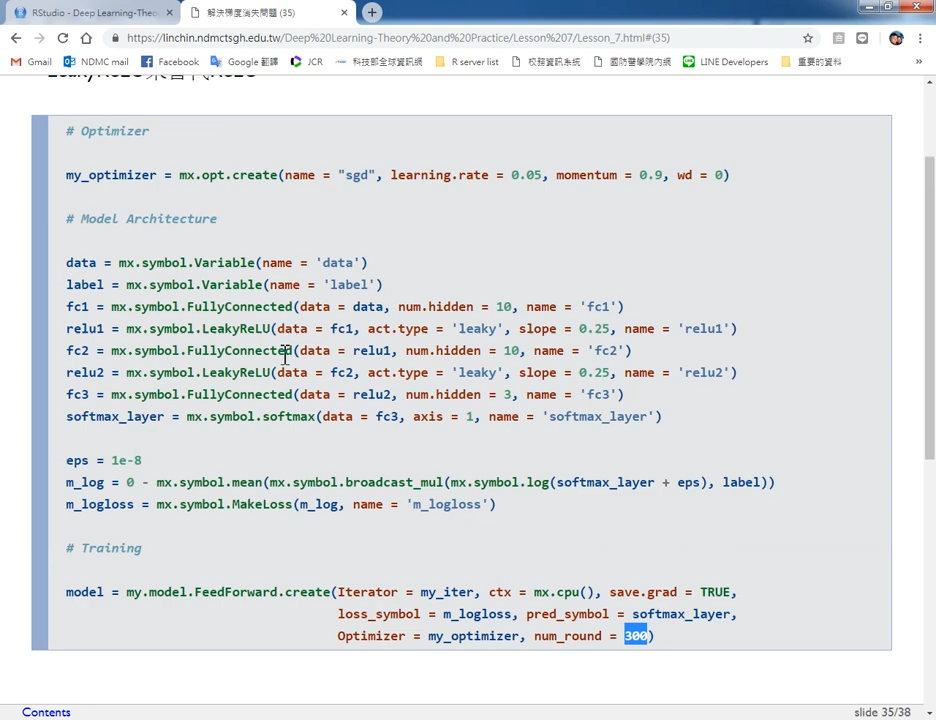 RStudio - Deep Learning-Theo
解決梯度消失問題 (35)
https://linchin.ndmctsgh.edu.tw/Deep%20Learning-Theory%20and%20Practice/Lesson%207/Lesson_7.html#(35)
Gmail
NDMC mail
Facebook
Google 翻譯
JCR
科技部全球資訊網
R server list
校務資訊系統
國防醫學院內網
LINE Developers
重要的資料
# Optimizer
my_optimizer = mx.opt.create(name = "sgd", learning.rate = 0.05, momentum = 0.9, wd = 0)
# Model Architecture
data = mx.symbol.Variable(name = 'data')
label = mx.symbol.Variable(name = 'label')
fc1 = mx.symbol.FullyConnected(data = data, num.hidden = 10, name = 'fc1')
relu1 = mx.symbol.LeakyReLU(data = fc1, act.type = 'leaky', slope = 0.25, name = 'relu1')
fc2 = mx.symbol.FullyConnected(data = relu1, num.hidden = 10, name = 'fc2')
relu2 = mx.symbol.LeakyReLU(data = fc2, act.type = 'leaky', slope = 0.25, name = 'relu2')
fc3 = mx.symbol.FullyConnected(data = relu2, num.hidden = 3, name = 'fc3')
softmax_layer = mx.symbol.softmax(data = fc3, axis = 1, name = 'softmax_layer')
eps = 1e-8
m_log = 0 - mx.symbol.mean(mx.symbol.broadcast_mul(mx.symbol.log(softmax_layer + eps), label))
m_logloss = mx.symbol.MakeLoss(m_log, name = 'm_logloss')
# Training
model = my.model.FeedForward.create(Iterator = my_iter, ctx = mx.cpu(), save.grad = TRUE,
loss_symbol = m_logloss, pred_symbol = softmax_layer,
Optimizer = my_optimizer, num_round = 300)
Contents
slide 35/38